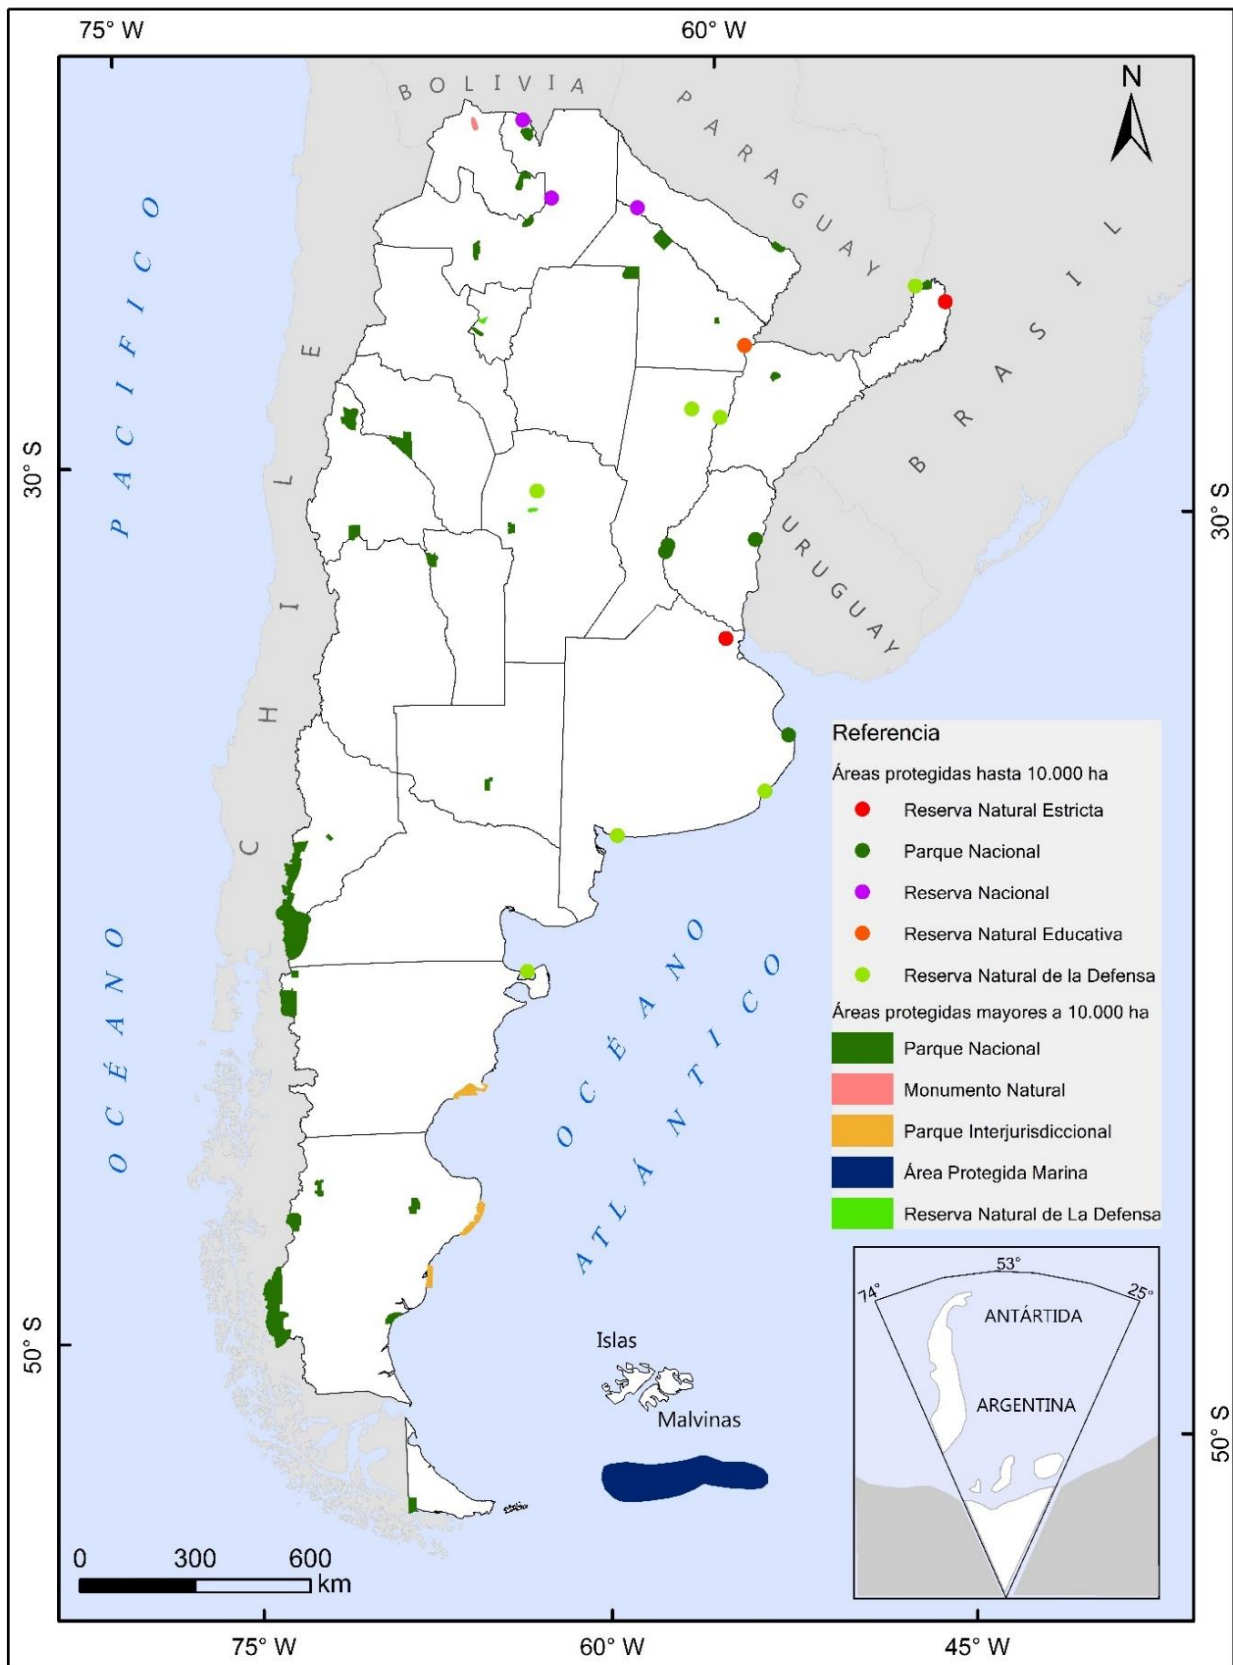 75° W
60° W
N
BOLIVIA
PARAGUAY
BRASIL
URUGUAY
CHILE
OCÉANO PACIFICO
OCÉANO
ATLÁNTICO
30° S
30° S
50° S
50° S
Referencia
Áreas protegidas hasta 10.000 ha
Reserva Natural Estricta
Parque Nacional
Reserva Nacional
Reserva Natural Educativa
Reserva Natural de la Defensa
Áreas protegidas mayores a 10.000 ha
Parque Nacional
Monumento Natural
Parque Interjurisdiccional
Área Protegida Marina
Reserva Natural de La Defensa
74°
53°
25°
ANTÁRTIDA
ARGENTINA
Islas
Malvinas
0 300 600
km
75° W
60° W
45° W